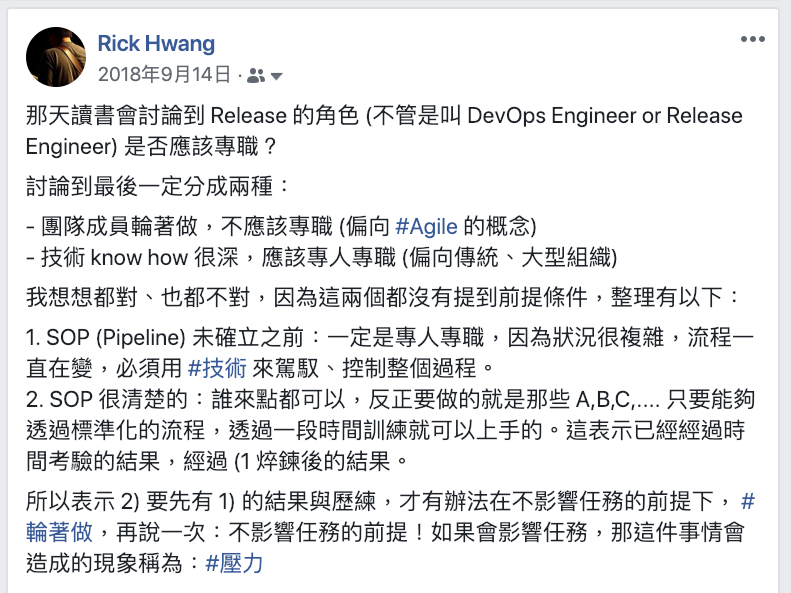 Rick Hwang
2018年9月14日 ·
那天讀書會討論到 Release 的角色 (不管是叫 DevOps Engineer or Release
Engineer) 是否應該專職？
討論到最後一定分成兩種：
- 團隊成員輪著做，不應該專職 (偏向 #Agile 的概念)
- 技術 know how 很深，應該專人專職 (偏向傳統、大型組織)
我想想都對、也都不對，因為這兩個都沒有提到前提條件，整理有以下：
1. SOP (Pipeline) 未確立之前：一定是專人專職，因為狀況很複雜，流程一
直在變，必須用 #技術 來駕馭、控制整個過程。
2. SOP 很清楚的：誰來點都可以，反正要做的就是那些 A,B,C,.... 只要能夠
透過標準化的流程，透過一段時間訓練就可以上手的。這表示已經經過時
間考驗的結果，經過 (1 焠鍊後的結果。
所以表示 2) 要先有 1) 的結果與歷練，才有辦法在不影響任務的前提下， #
輪著做，再說一次：不影響任務的前提！如果會影響任務，那這件事情會
造成的現象稱為：#壓力